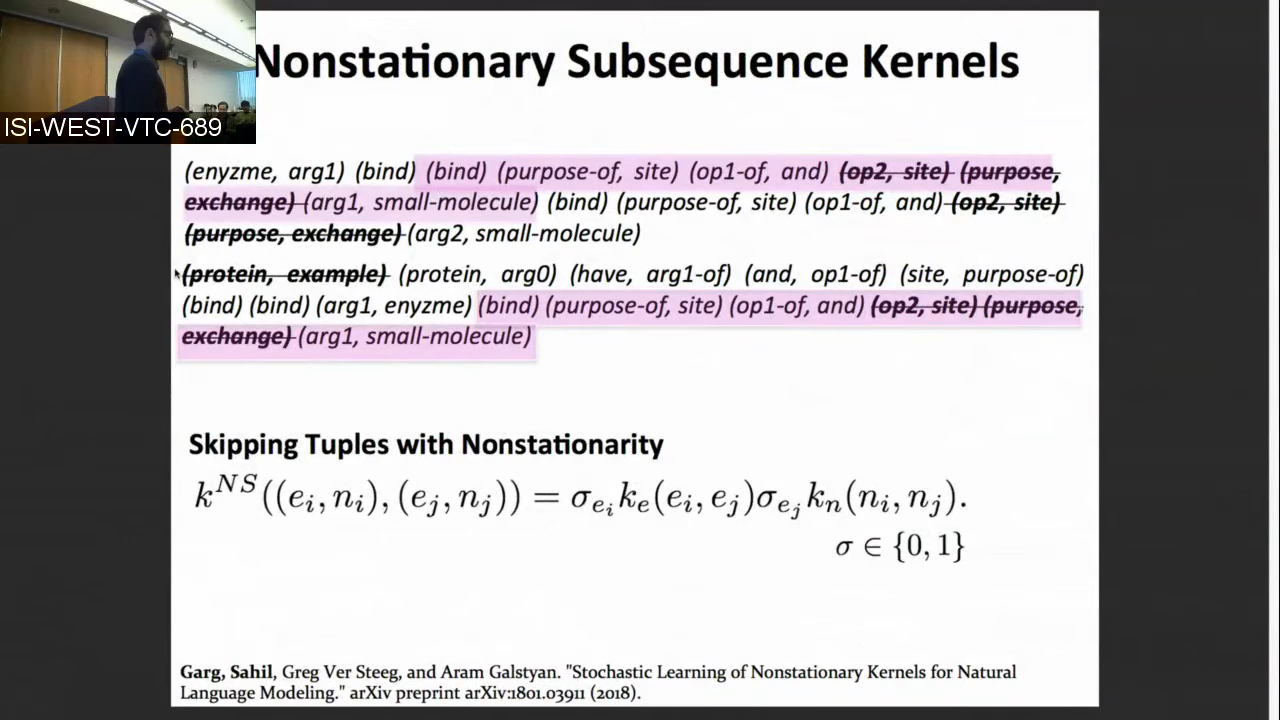 Nonstationary Subsequence Kernels
ISI-WEST-VTC-689
(enyzme, arg1) (bind) (bind) (purpose-of, site) (op1-of, and) (op2, site) (purpose,
exchange) (arg1, small-molecule) (bind) (purpose-of, site) (op1-of, and) (op2, site)
(purpose, exchange) (arg2, small-molecule)
(protein, example) (protein, arg0) (have, arg1-of) (and, op1-of) (site, purpose-of)
(bind) (bind) (arg1, enyzme) (bind) (purpose-of, site) (op1-of, and) (op2, site) (purpose,
exchange) (arg1, small-molecule)
Skipping Tuples with Nonstationarity
k^{NS}((e_i, n_i), (e_j, n_j)) = σ_{e_i} k_e(e_i, e_j) σ_{e_j} k_n(n_i, n_j).
σ ∈ {0, 1}
Garg, Sahil, Greg Ver Steeg, and Aram Galstyan. "Stochastic Learning of Nonstationary Kernels for Natural
Language Modeling." arXiv preprint arXiv:1801.03911 (2018).